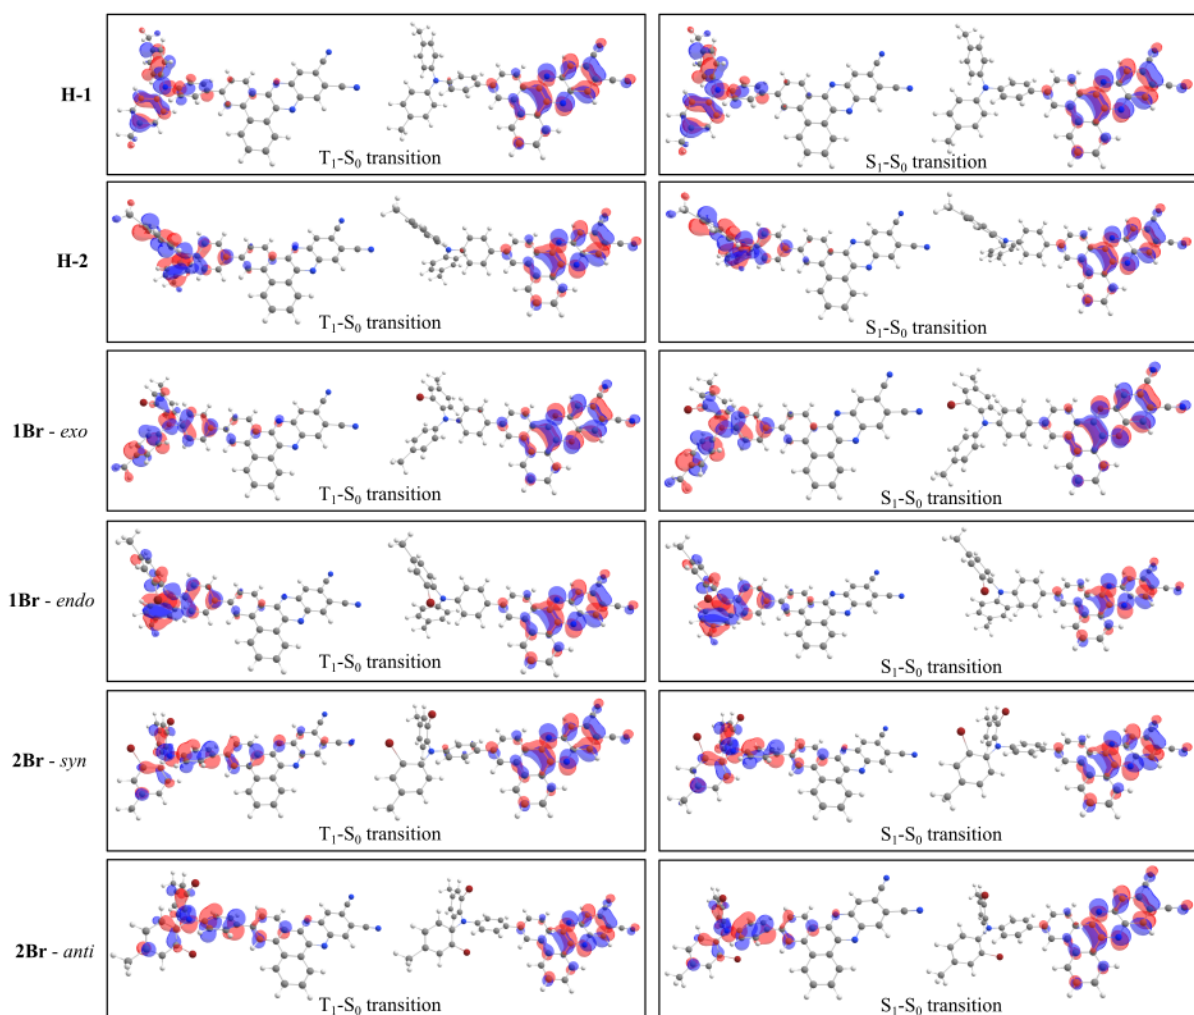 H-1
T₁-S₀ transition
S₁-S₀ transition
H-2
T₁-S₀ transition
S₁-S₀ transition
1Br - exo
T₁-S₀ transition
S₁-S₀ transition
1Br - endo
T₁-S₀ transition
S₁-S₀ transition
2Br - syn
T₁-S₀ transition
S₁-S₀ transition
2Br - anti
T₁-S₀ transition
S₁-S₀ transition